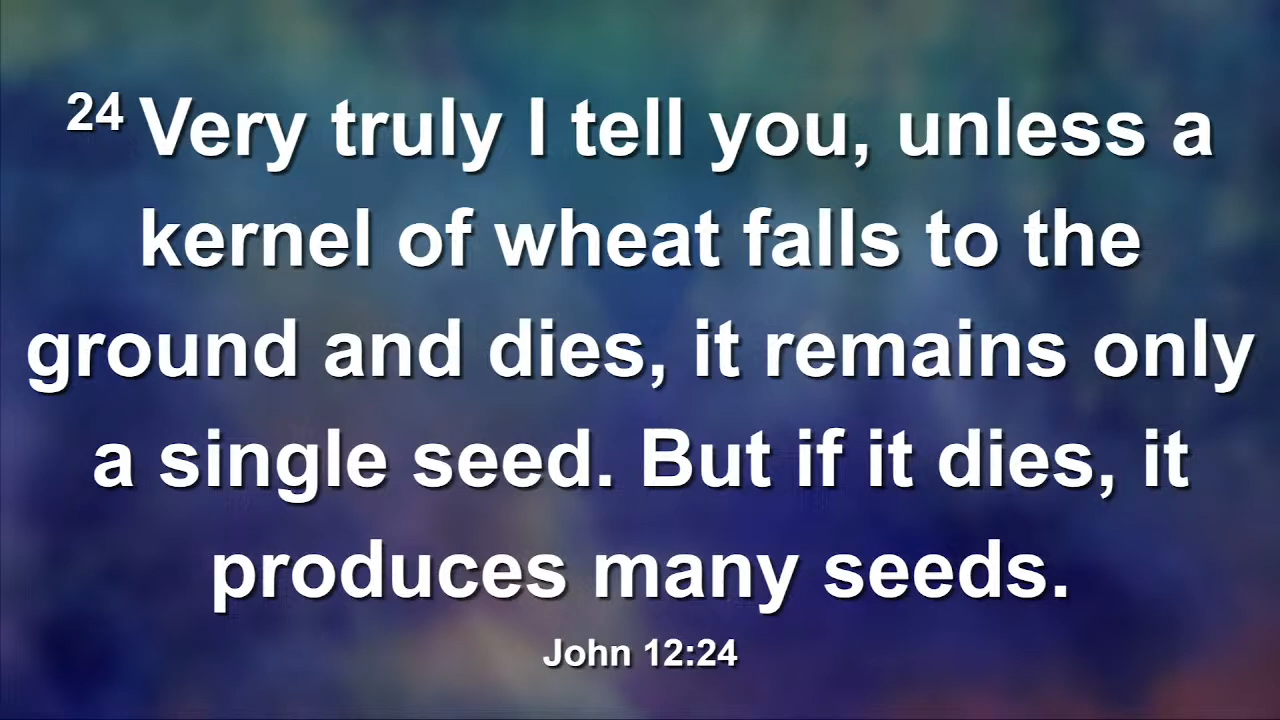 24 Very truly I tell you, unless a
kernel of wheat falls to the
ground and dies, it remains only
a single seed. But if it dies, it
produces many seeds.
John 12:24